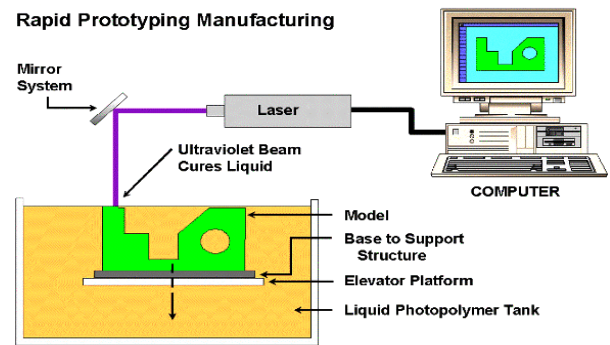 Rapid Prototyping Manufacturing
Mirror
System
Laser
Ultraviolet Beam
Cures Liquid
COMPUTER
Model
Base to Support
Structure
Elevator Platform
Liquid Photopolymer Tank